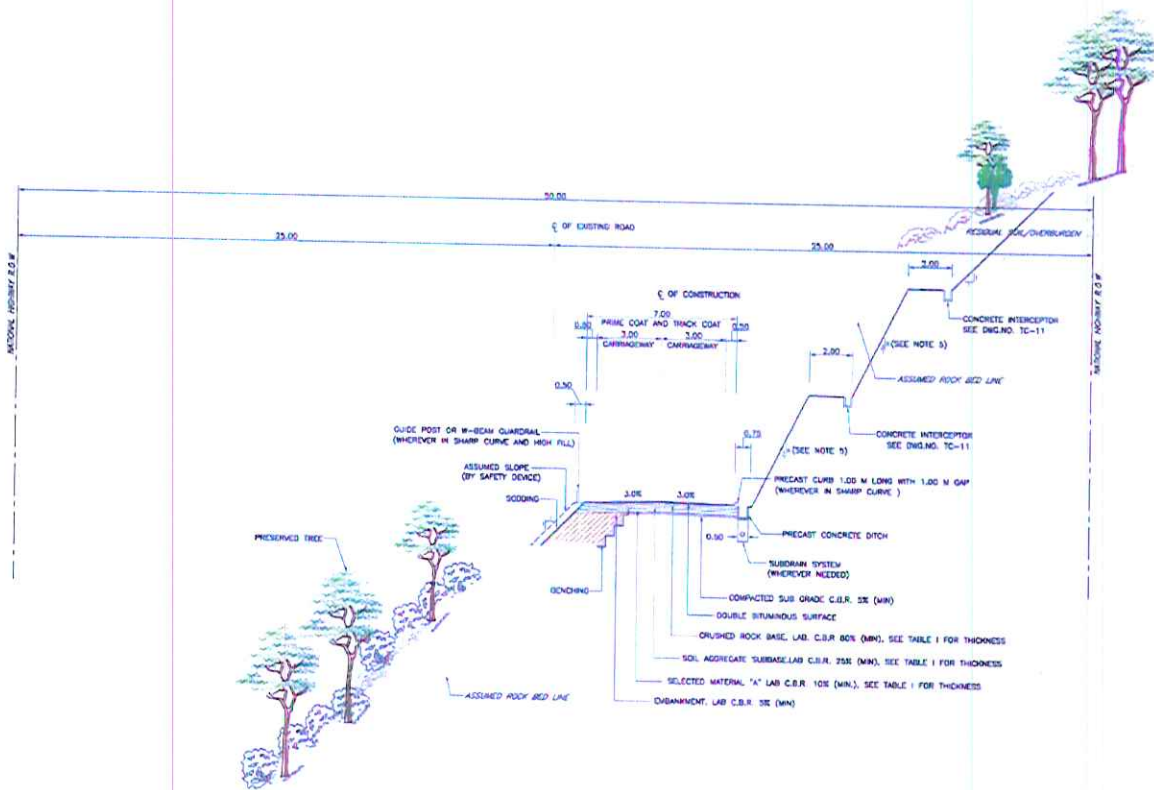 50.00
℄ OF EXISTING ROAD
25.00
25.00
RESIDUAL SOIL/OVERBURDEN
NATIONAL HIGHWAY R.O.W
NATIONAL HIGHWAY R.O.W
2.00
℄ OF CONSTRUCTION
7.00
0.50
PRIME COAT AND TRACK COAT
0.50
3.00
3.00
CARRIAGEWAY
CARRIAGEWAY
CONCRETE INTERCEPTOR
SEE DWG.NO. TC-11
(SEE NOTE 5)
2.00
ASSUMED ROCK BED LINE
0.50
GUIDE POST OR W-BEAM GUARDRAIL
(WHEREVER IN SHARP CURVE AND HIGH FILL)
0.75
CONCRETE INTERCEPTOR
SEE DWG.NO. TC-11
(SEE NOTE 5)
ASSUMED SLOPE
(BY SAFETY DEVICE)
3.0%
3.0%
PRECAST CURB 1.00 M LONG WITH 1.00 M GAP
(WHEREVER IN SHARP CURVE )
SODDING
PRESERVED TREE
0.50
PRECAST CONCRETE DITCH
SUBDRAIN SYSTEM
(WHEREVER NEEDED)
BENCHING
COMPACTED SUB GRADE C.B.R. 5% (MIN)
DOUBLE BITUMINOUS SURFACE
CRUSHED ROCK BASE, LAB. C.B.R 80% (MIN), SEE TABLE 1 FOR THICKNESS
SOIL AGGREGATE SUBBASE,LAB C.B.R. 25% (MIN), SEE TABLE 1 FOR THICKNESS
SELECTED MATERIAL "A" LAB C.B.R. 10% (MIN.), SEE TABLE 1 FOR THICKNESS
EMBANKMENT, LAB C.B.R. 5% (MIN)
ASSUMED ROCK BED LINE